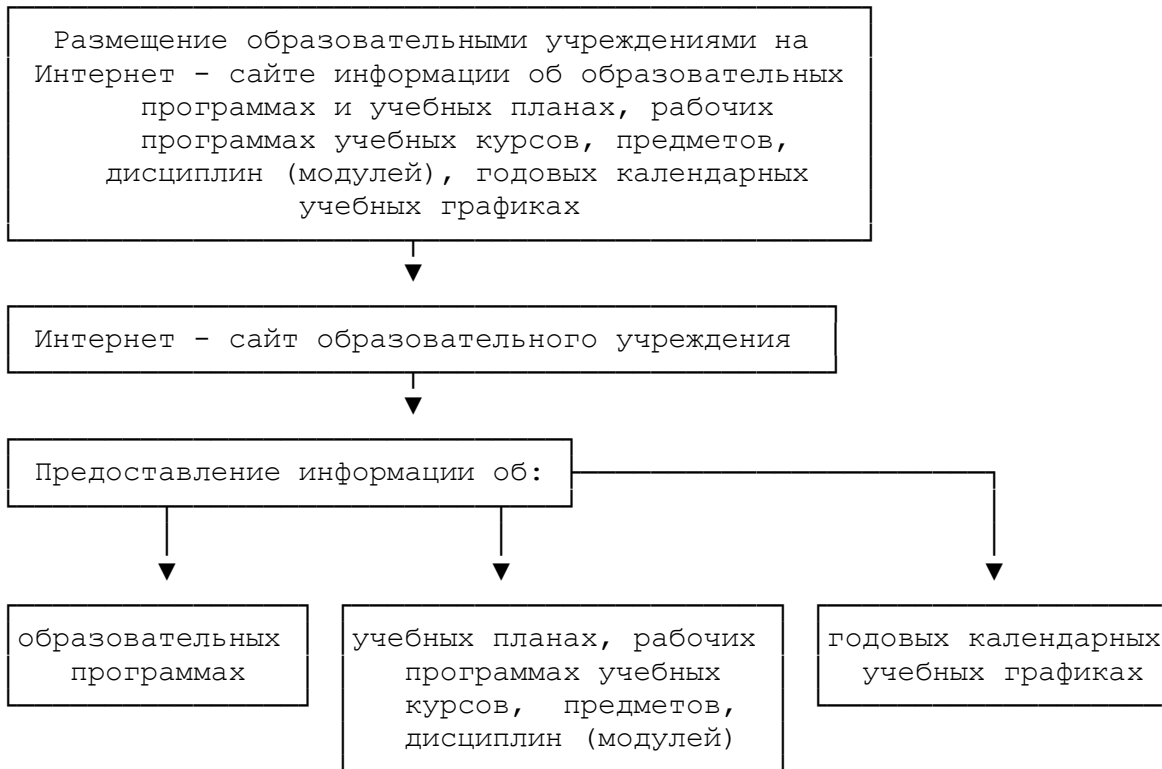 Размещение образовательными учреждениями на
Интернет - сайте информации об образовательных
программах и учебных планах, рабочих
программах учебных курсов, предметов,
дисциплин (модулей), годовых календарных
учебных графиках
Интернет - сайт образовательного учреждения
Предоставление информации об:
образовательных
программах
учебных планах, рабочих
программах учебных
курсов, предметов,
дисциплин (модулей)
годовых календарных
учебных графиках